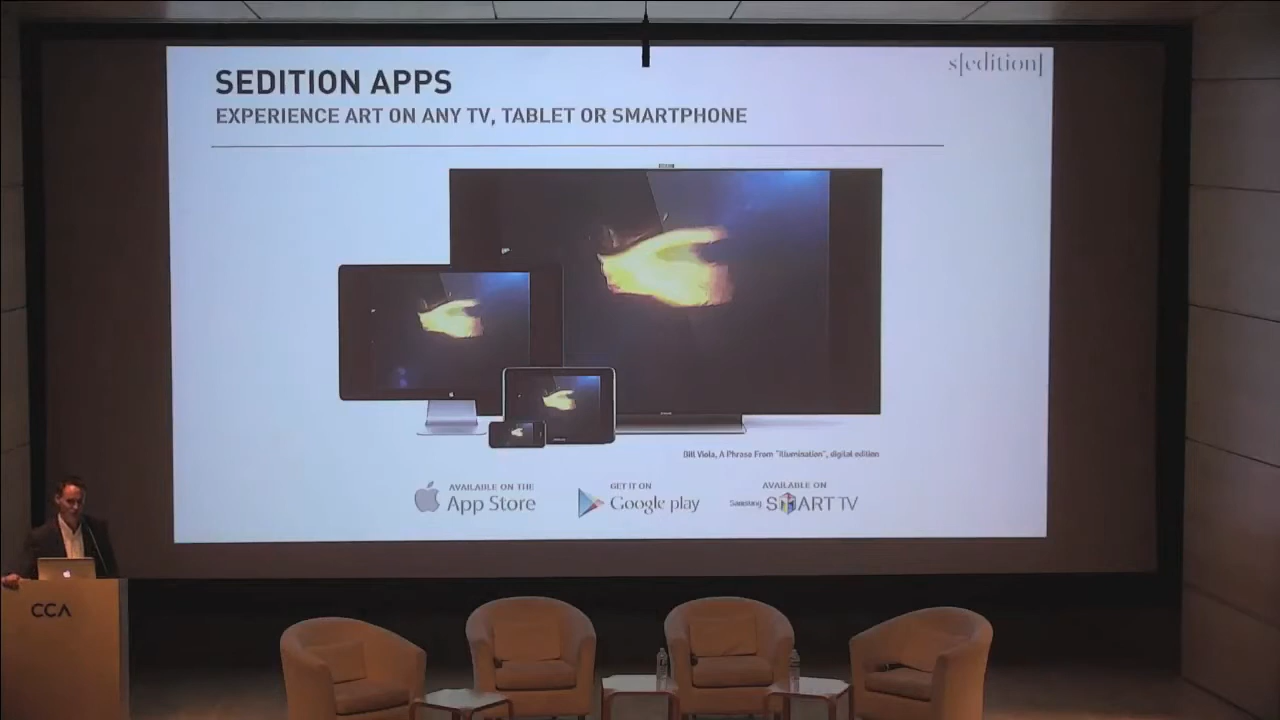 s[edition]
SEDITION APPS
EXPERIENCE ART ON ANY TV, TABLET OR SMARTPHONE
Bill Viola, A Phrase From "Illumination", digital edition
AVAILABLE ON THE
App Store
GET IT ON
Google play
AVAILABLE ON
Samsung SMART TV
CCA